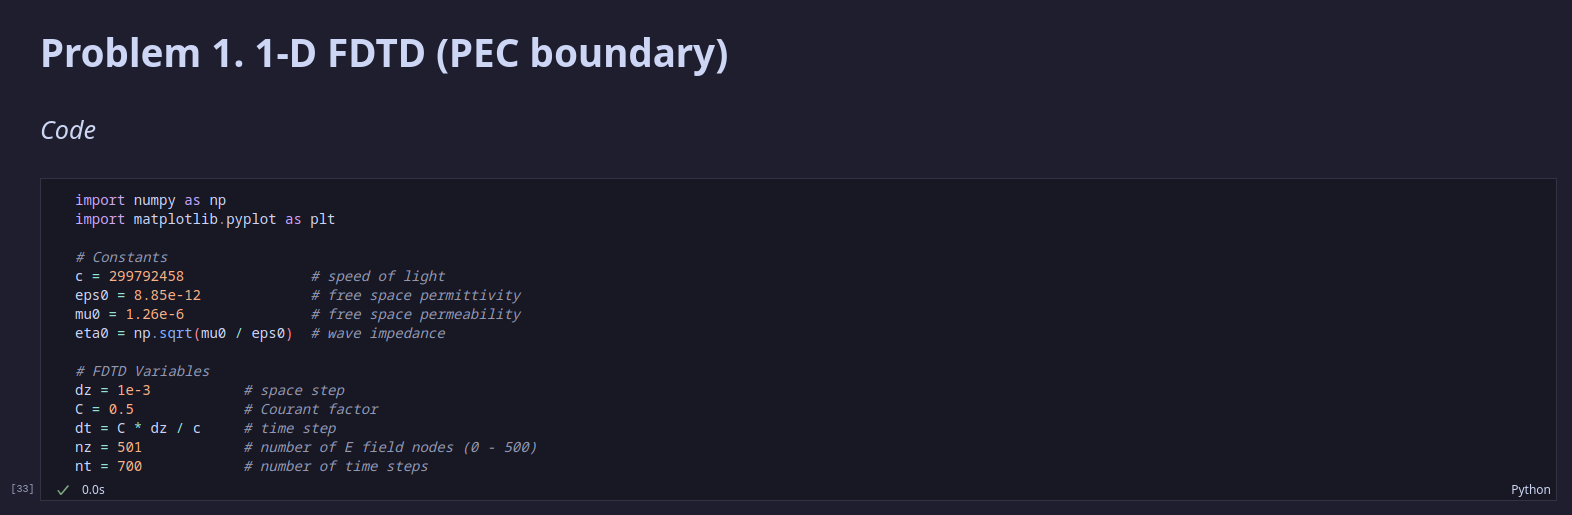 Problem 1. 1-D FDTD (PEC boundary)
Code
import numpy as np
import matplotlib.pyplot as plt
# Constants
c = 299792458               # speed of light
eps0 = 8.85e-12             # free space permittivity
mu0 = 1.26e-6               # free space permeability
eta0 = np.sqrt(mu0 / eps0)  # wave impedance
# FDTD Variables
dz = 1e-3           # space step
C = 0.5             # Courant factor
dt = C * dz / c     # time step
nz = 501            # number of E field nodes (0 - 500)
nt = 700            # number of time steps
[33] ✓ 0.0s Python